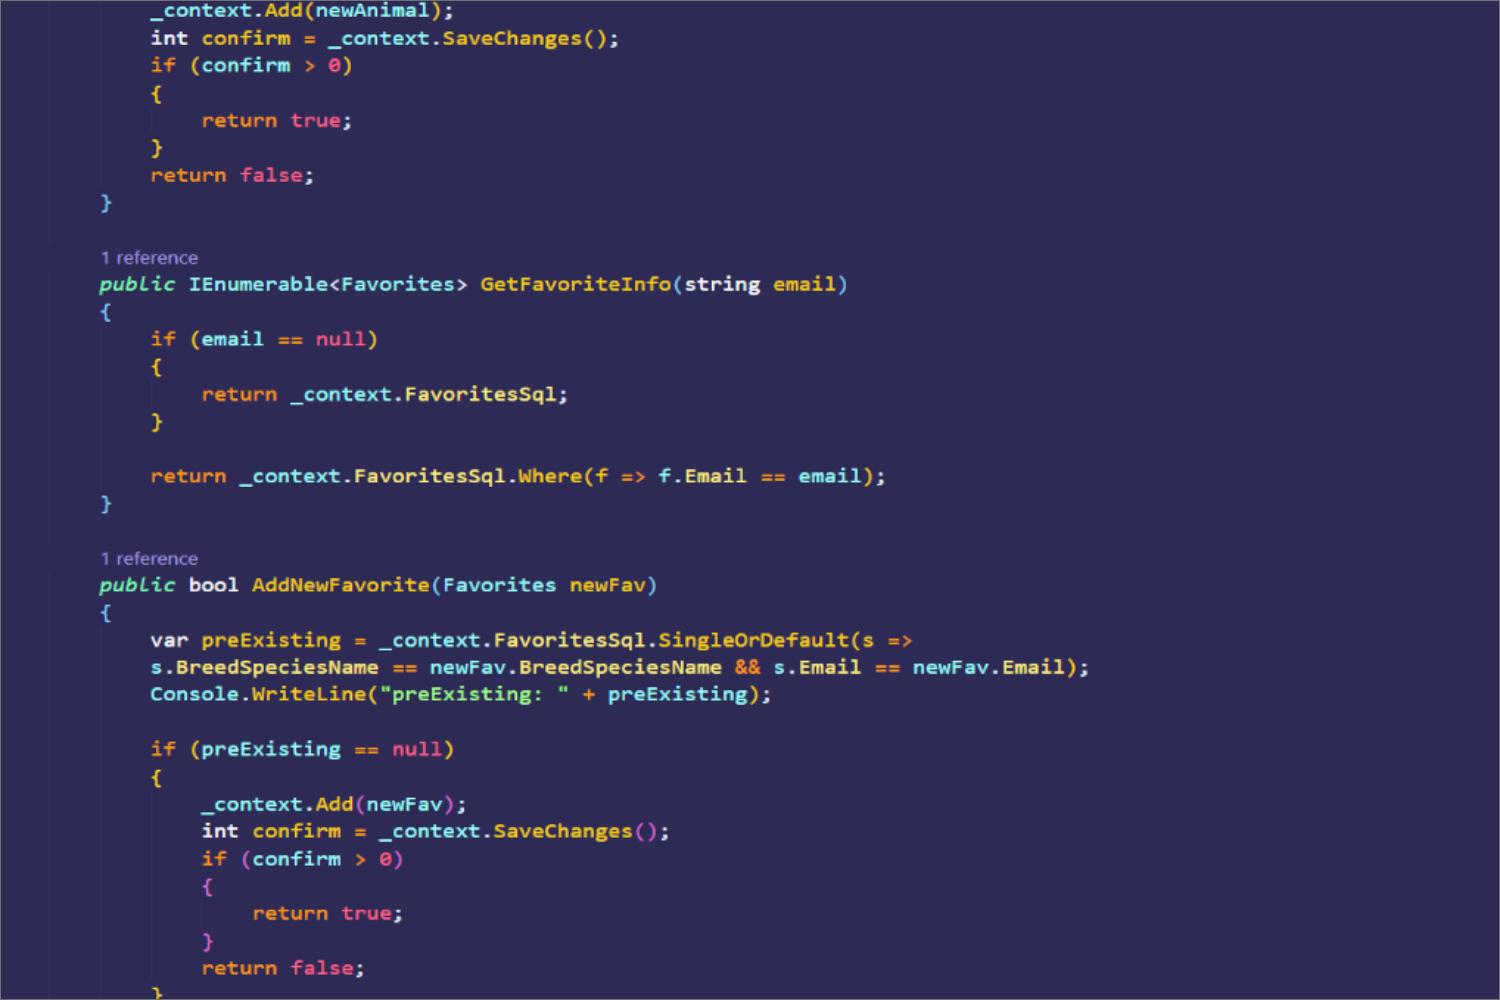 _context.Add(newAnimal);
int confirm = _context.SaveChanges();
if (confirm > 0)
{
return true;
}
return false;
}
1 reference
public IEnumerable<Favorites> GetFavoriteInfo(string email)
{
if (email == null)
{
return _context.FavoritesSql;
}
return _context.FavoritesSql.Where(f => f.Email == email);
}
1 reference
public bool AddNewFavorite(Favorites newFav)
{
var preExisting = _context.FavoritesSql.SingleOrDefault(s =>
s.BreedSpeciesName == newFav.BreedSpeciesName && s.Email == newFav.Email);
Console.WriteLine("preExisting: " + preExisting);
if (preExisting == null)
{
_context.Add(newFav);
int confirm = _context.SaveChanges();
if (confirm > 0)
{
return true;
}
return false;
}